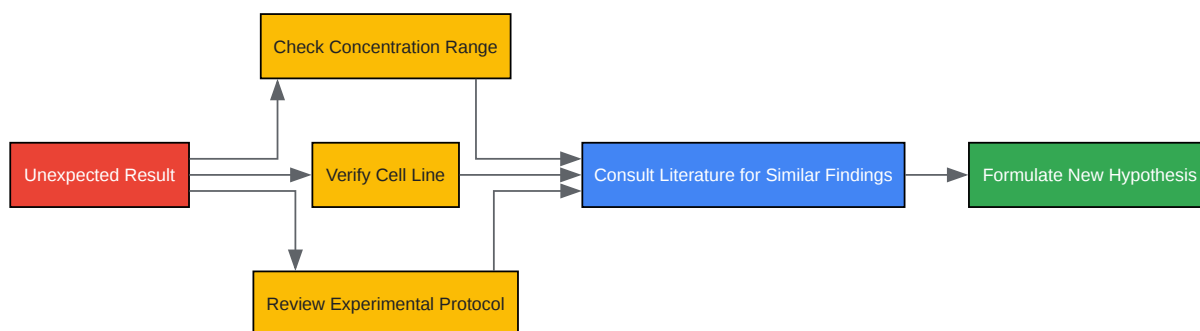 Check Concentration Range
Unexpected Result
Verify Cell Line
Consult Literature for Similar Findings
Formulate New Hypothesis
Review Experimental Protocol